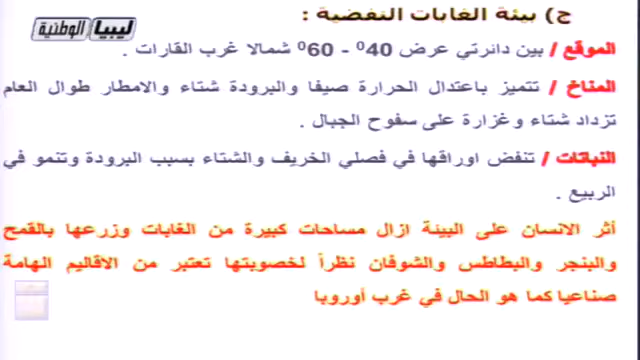 ج) بيئة الغابات النفضية :
ليبيا الوطنية
الموقع / بين دائرتي عرض 40⁰ - 60⁰ شمالا غرب القارات .
المناخ / تتميز باعتدال الحرارة صيفا والبرودة شتاء والامطار طوال العام
تزداد شتاء وغزارة على سفوح الجبال .
النباتات / تنفض اوراقها في فصلي الخريف والشتاء بسبب البرودة وتنمو في
الربيع .
أثر الانسان على البيئة ازال مساحات كبيرة من الغابات وزرعها بالقمح
والبنجر والبطاطس والشوفان نظراً لخصوبتها تعتبر من الاقاليم الهامة
صناعيا كما هو الحال في غرب أوروبا